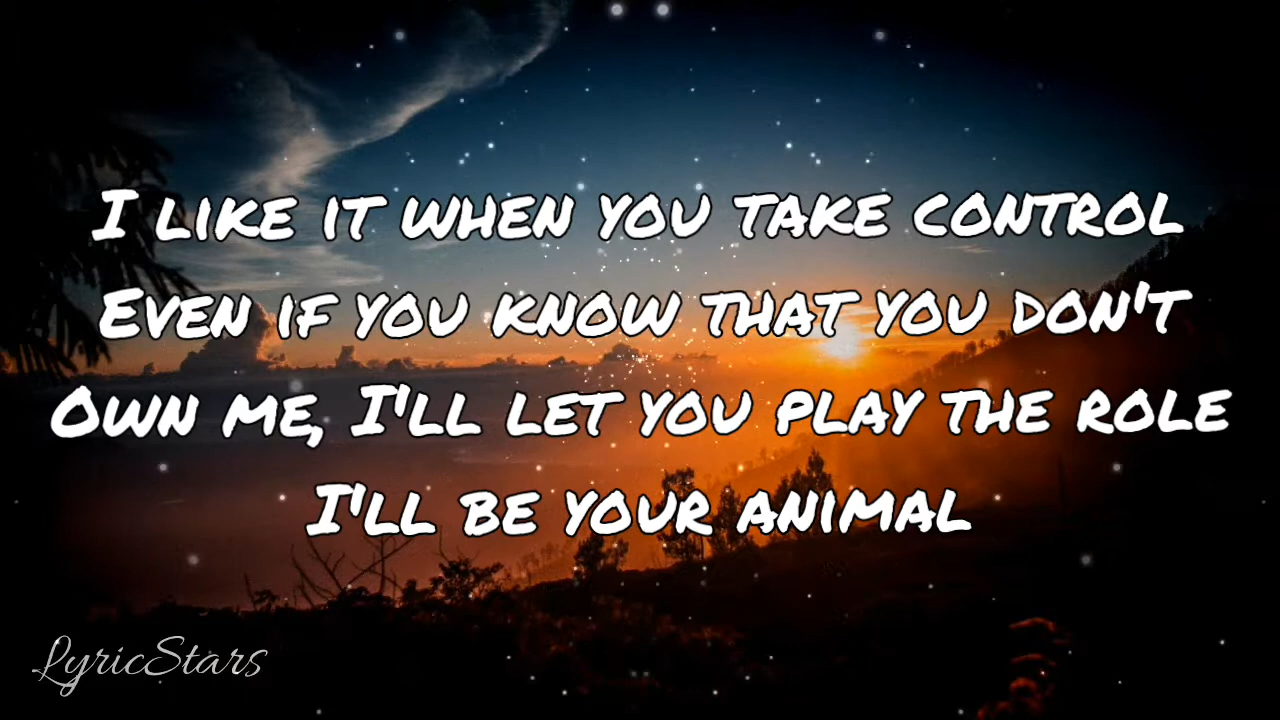 I like it when you take control
Even if you know that you don't
Own me, I'll let you play the role
I'll be your animal
LyricStars